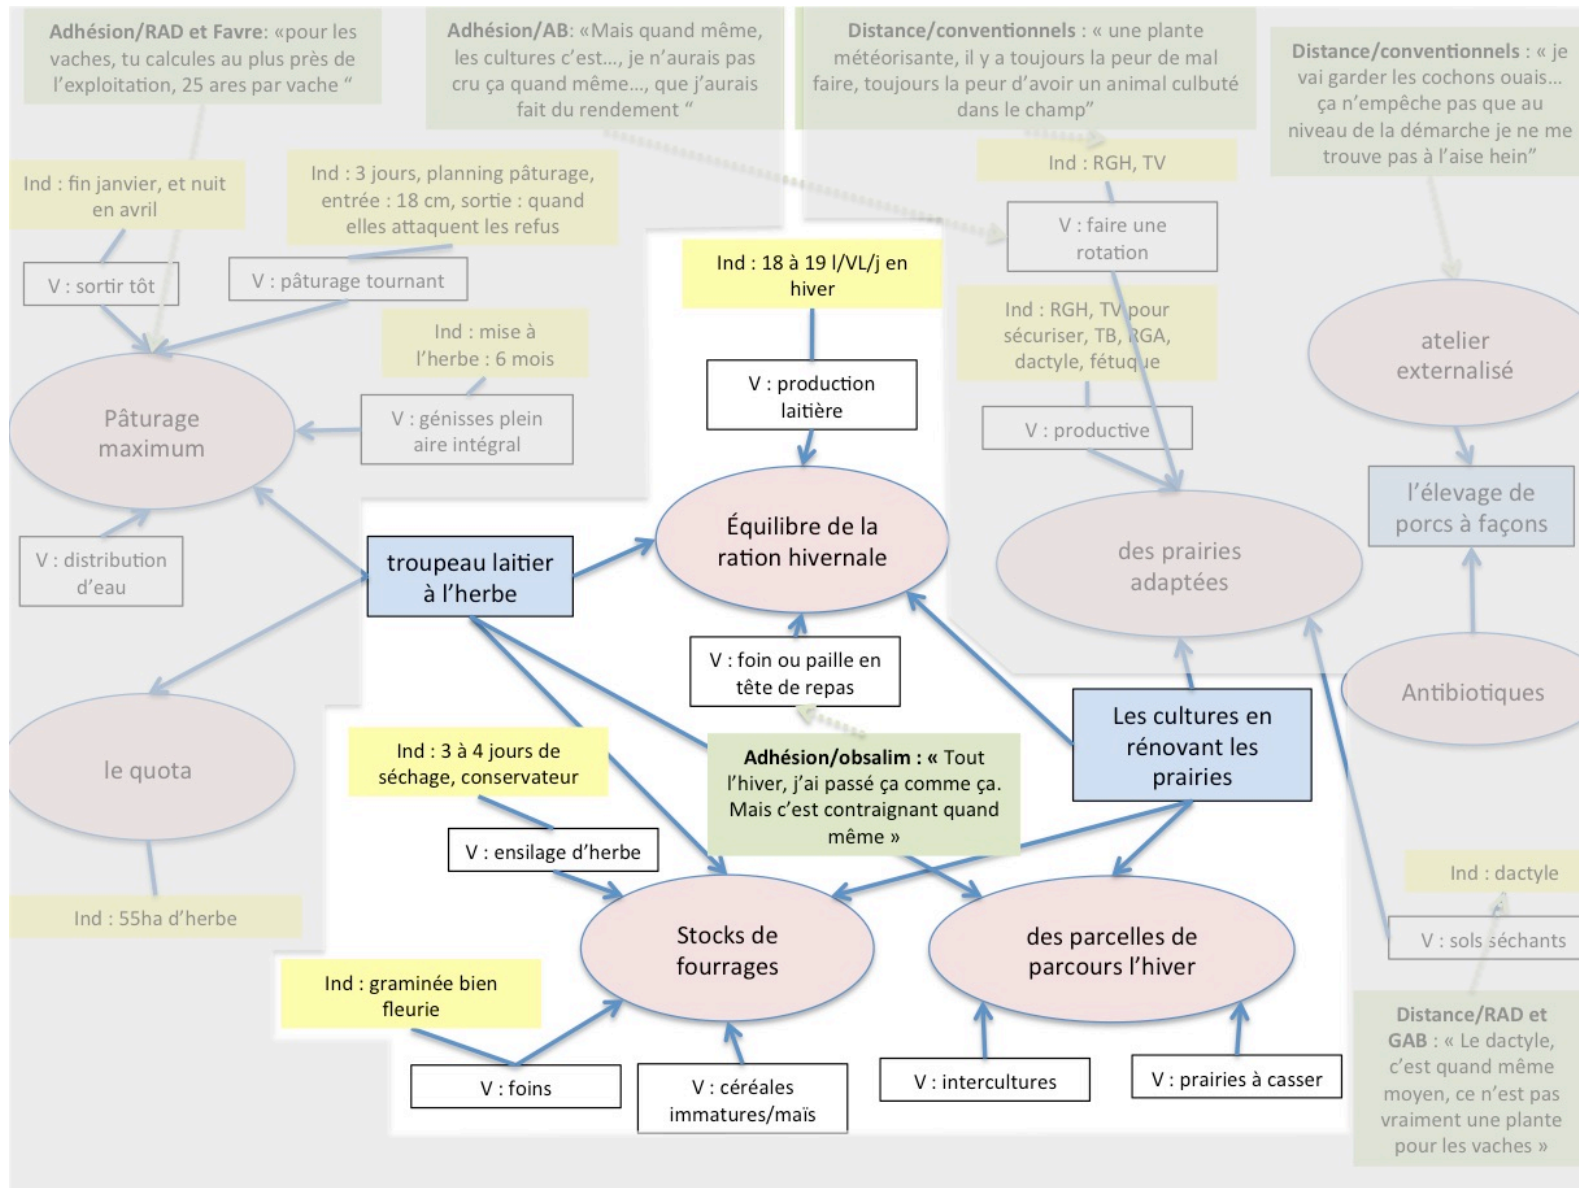 Adhésion/RAD et Favre: «pour les
vaches, tu calcules au plus près de
l'exploitation, 25 ares par vache “
Adhésion/AB: «Mais quand même,
les cultures c'est…, je n'aurais pas
cru ça quand même…, que j'aurais
fait du rendement “
Distance/conventionnels : « une plante
météorisante, il y a toujours la peur de mal
faire, toujours la peur d'avoir un animal culbuté
dans le champ”
Distance/conventionnels : « je
vai garder les cochons ouais…
ça n'empêche pas que au
niveau de la démarche je ne me
trouve pas à l'aise hein”
Ind : fin janvier, et nuit
en avril
Ind : 3 jours, planning pâturage,
entrée : 18 cm, sortie : quand
elles attaquent les refus
Ind : RGH, TV
V : faire une
rotation
V : sortir tôt
V : pâturage tournant
Ind : 18 à 19 l/VL/j en
hiver
Ind : RGH, TV pour
sécuriser, TB, RGA,
dactyle, fétuque
Ind : mise à
l'herbe : 6 mois
atelier
externalisé
V : production
laitière
Pâturage
maximum
V : génisses plein
aire intégral
V : productive
l'élevage de
porcs à façons
Équilibre de la
ration hivernale
des prairies
adaptées
V : distribution
d'eau
troupeau laitier
à l'herbe
V : foin ou paille en
tête de repas
Antibiotiques
Les cultures en
rénovant les
prairies
le quota
Ind : 3 à 4 jours de
séchage, conservateur
Adhésion/obsalim : « Tout
l'hiver, j'ai passé ça comme ça.
Mais c'est contraignant quand
même »
V : ensilage d'herbe
Ind : dactyle
Ind : 55ha d'herbe
Stocks de
fourrages
des parcelles de
parcours l'hiver
V : sols séchants
Ind : graminée bien
fleurie
Distance/RAD et
GAB : « Le dactyle,
c'est quand même
moyen, ce n'est pas
vraiment une plante
pour les vaches »
V : foins
V : céréales
immatures/maïs
V : intercultures
V : prairies à casser